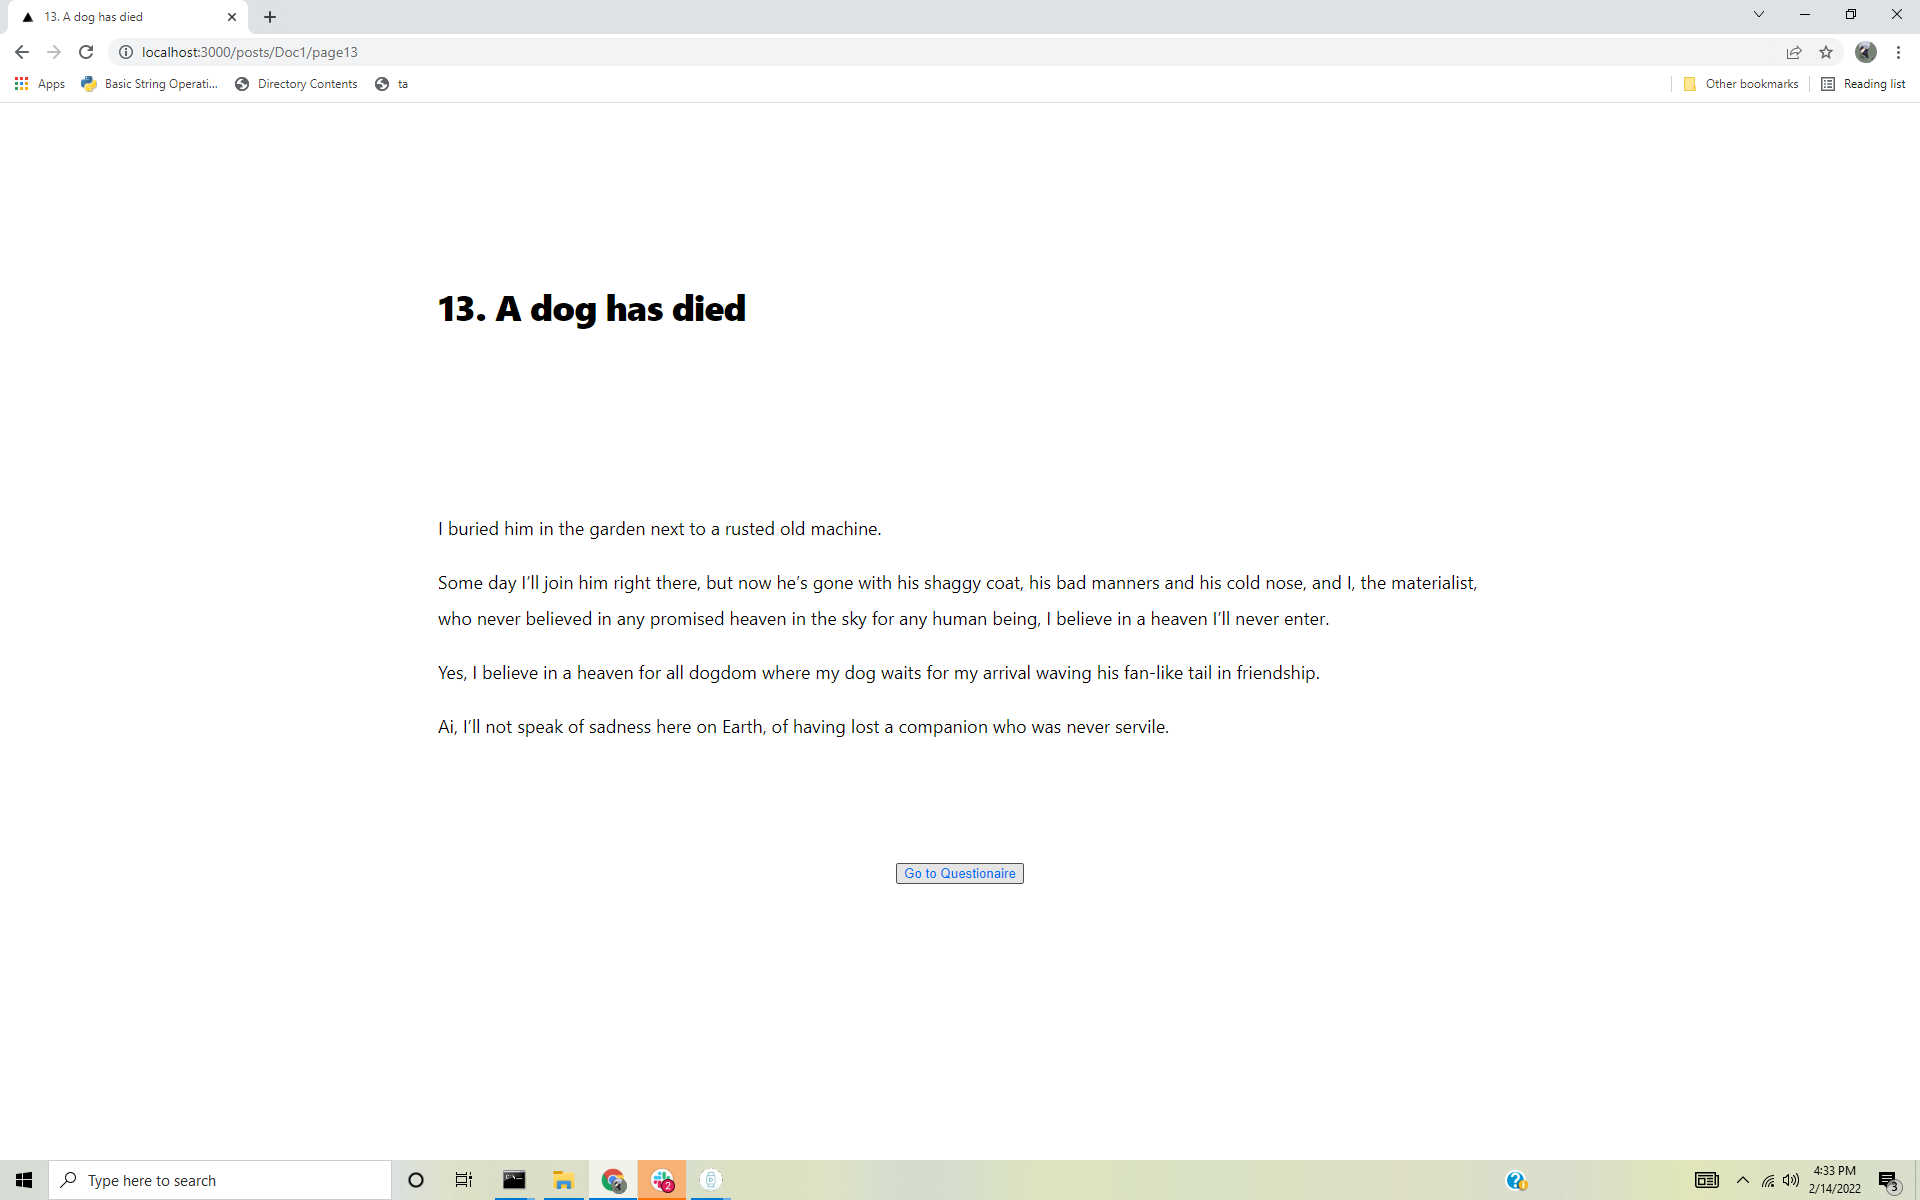 13. A dog has died
localhost:3000/posts/Doc1/page13
Apps
Basic String Operati...
Directory Contents
ta
Other bookmarks
Reading list
13. A dog has died
I buried him in the garden next to a rusted old machine.
Some day I’ll join him right there, but now he’s gone with his shaggy coat, his bad manners and his cold nose, and I, the materialist,
who never believed in any promised heaven in the sky for any human being, I believe in a heaven I’ll never enter.
Yes, I believe in a heaven for all dogdom where my dog waits for my arrival waving his fan-like tail in friendship.
Ai, I’ll not speak of sadness here on Earth, of having lost a companion who was never servile.
Go to Questionaire
Type here to search
2
4:33 PM
2/14/2022
3